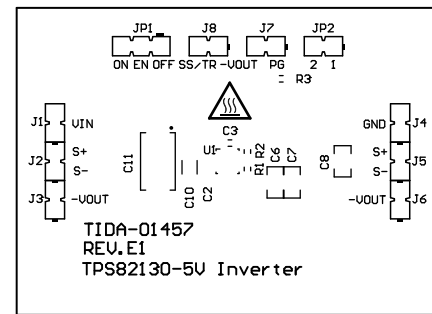 JP1 J8 J7 JP2
ON EN OFF SS/TR -VOUT PG 2 1
R3
J1 VIN GND J4
C3
J2 S+ S- C11 U1 R2 R1 C6 C7 C8 S+ S- J5
C10 C2
J3 -VOUT -VOUT J6
TIDA-01457
REV.E1
TPS82130-5V Inverter